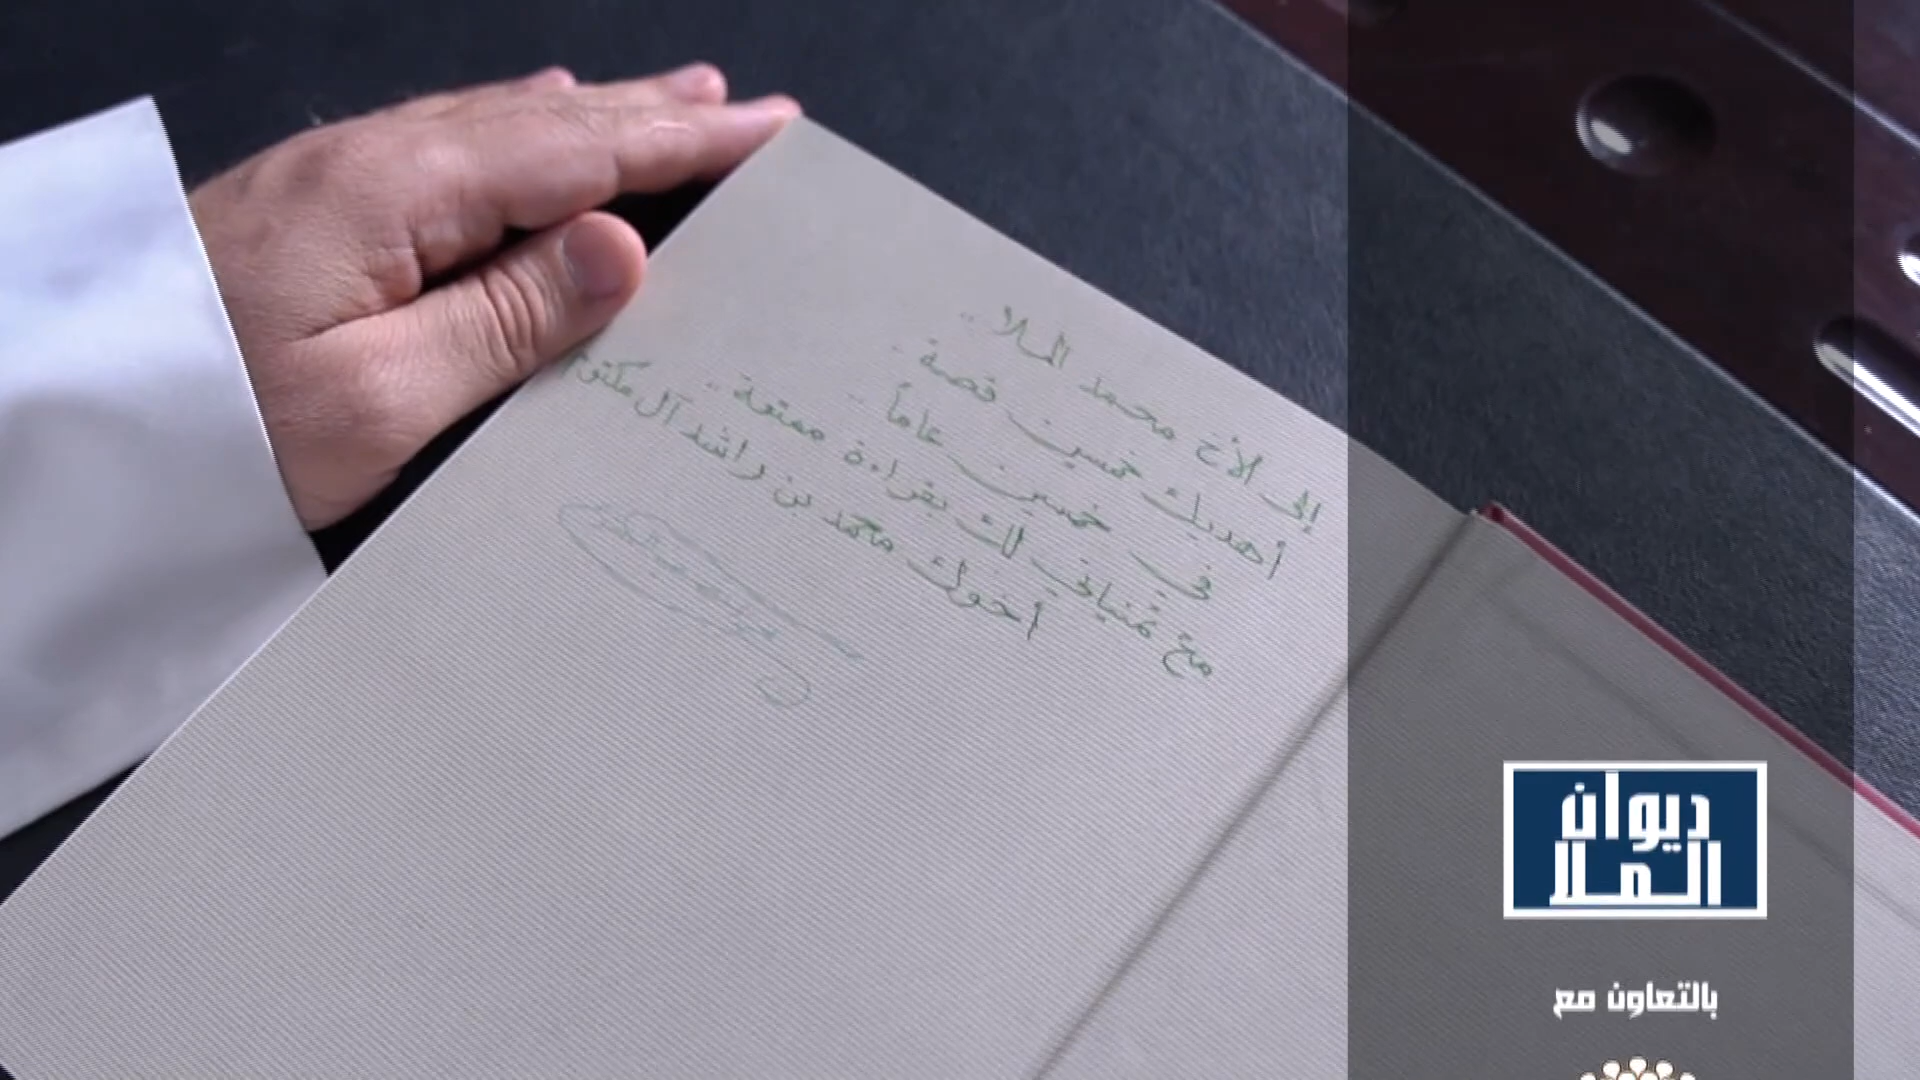 إلى الأخ محمد الملا ..
أهديك خمسين قصة ..
في خمسين عاماً ..
مع تمنياتي لك بقراءة ممتعة ..
أخوك محمد بن راشد آل مكتوم
ديوان
الملا
بالتعاون مع